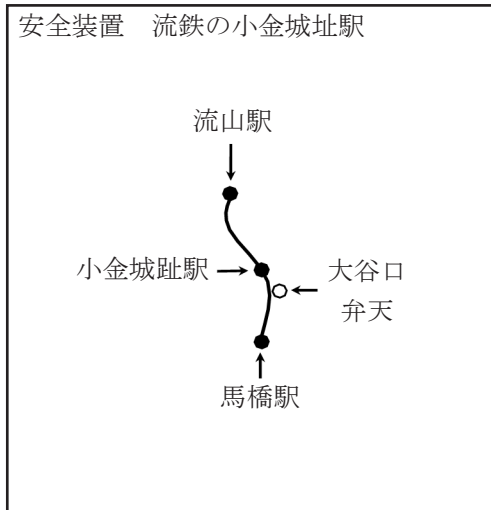 安全装置　流鉄の小金城址駅
流山駅
小金城趾駅
大谷口
弁天
馬橋駅